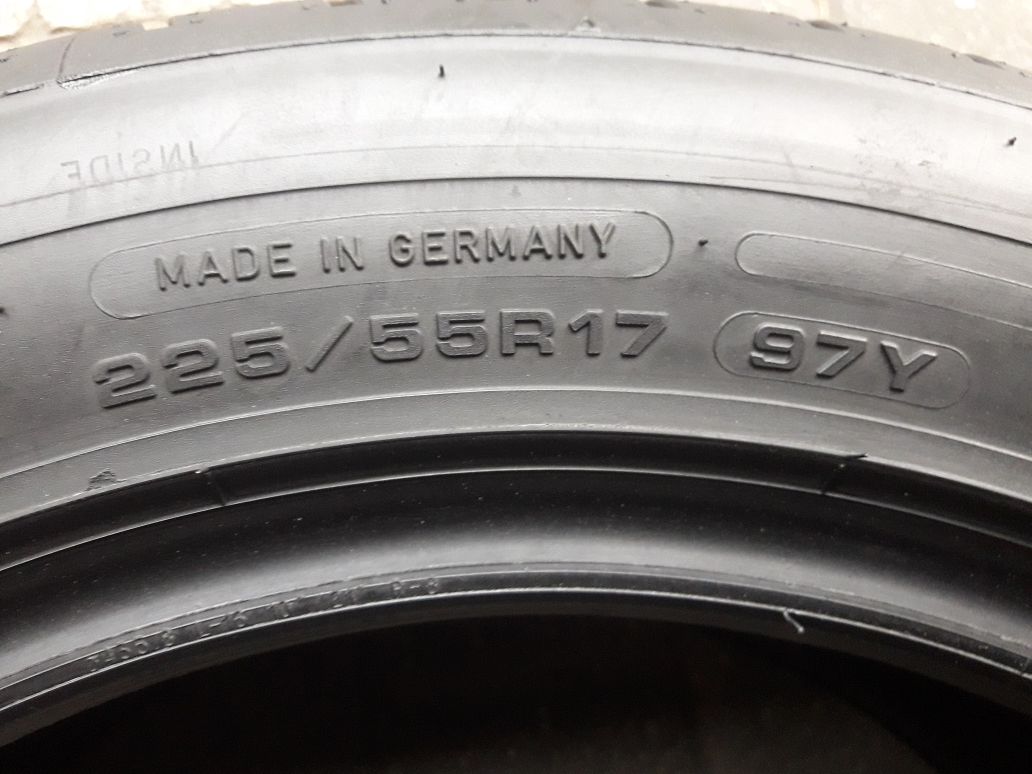 INSIDE
MADE IN GERMANY
225/55R17 97Y